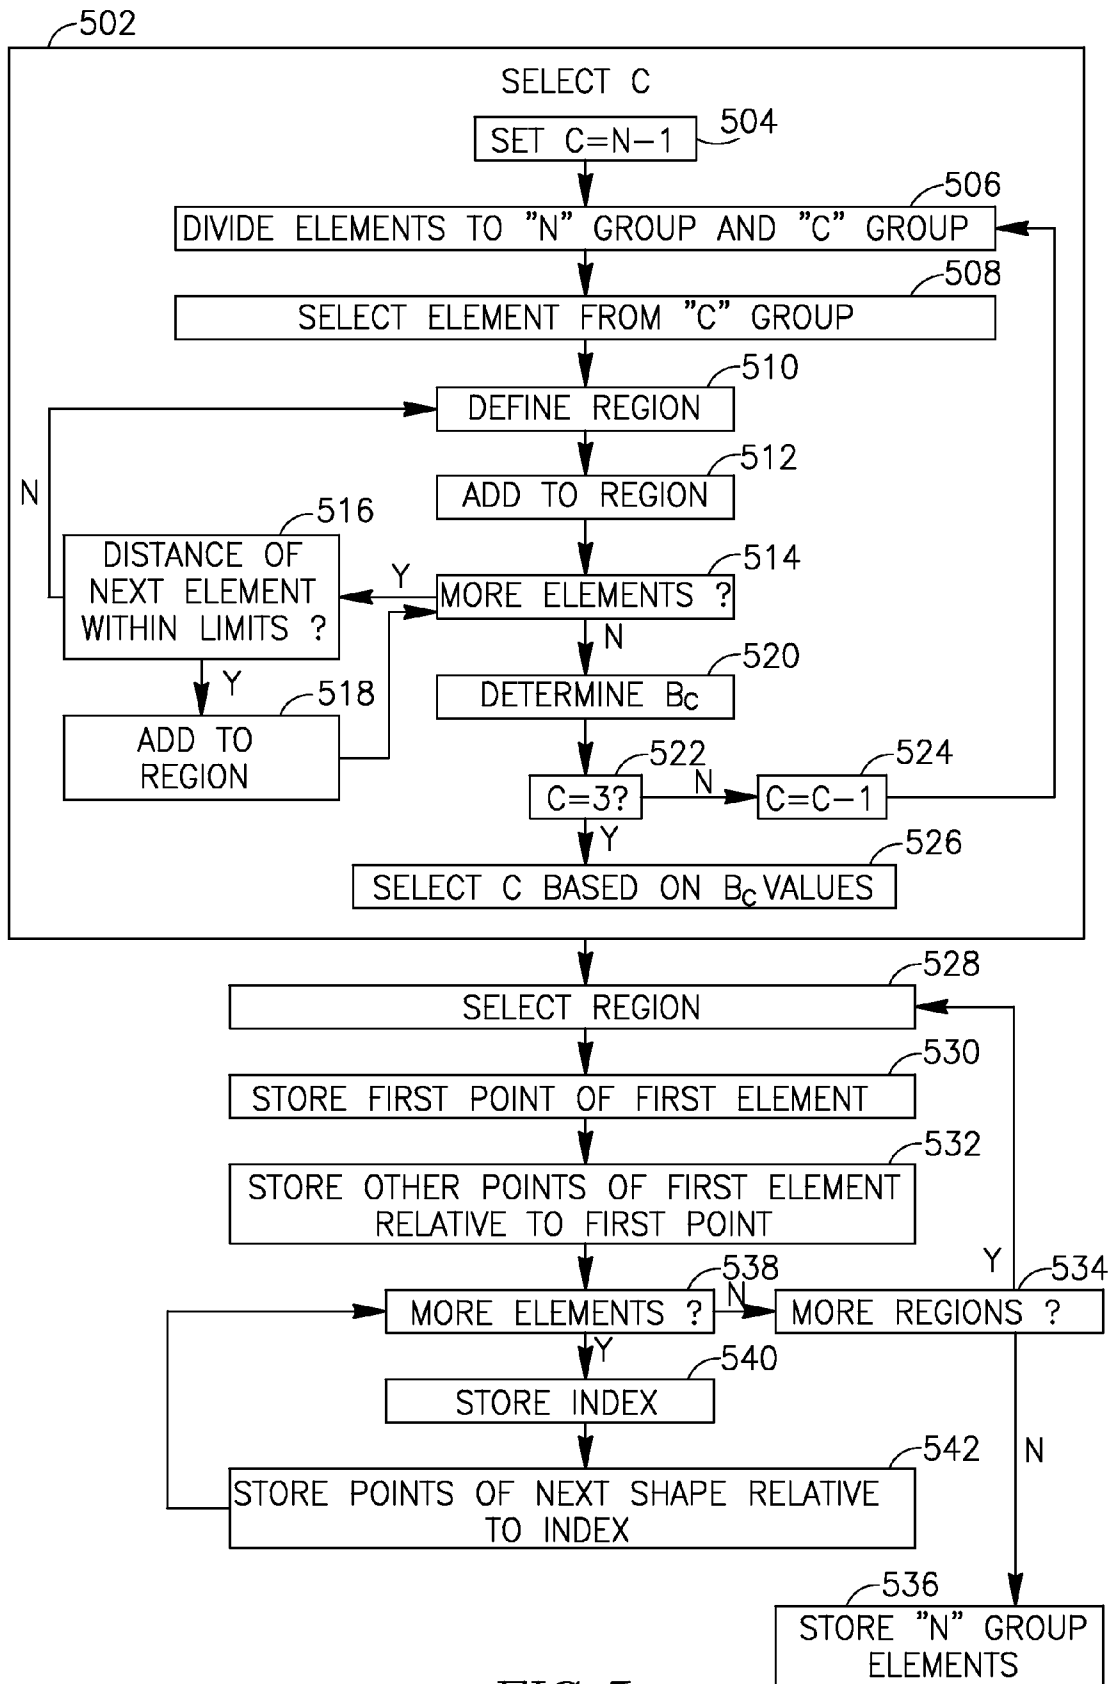 502
SELECT C
SET C=N-1
504
506
DIVIDE ELEMENTS TO "N" GROUP AND "C" GROUP
508
SELECT ELEMENT FROM "C" GROUP
510
DEFINE REGION
512
ADD TO REGION
N
516
DISTANCE OF
NEXT ELEMENT
WITHIN LIMITS ?
Y
514
MORE ELEMENTS ?
N
Y
518
ADD TO
REGION
520
DETERMINE BC
522
C=3?
N
524
C=C-1
Y
526
SELECT C BASED ON BC VALUES
528
SELECT REGION
530
STORE FIRST POINT OF FIRST ELEMENT
532
STORE OTHER POINTS OF FIRST ELEMENT
RELATIVE TO FIRST POINT
538
MORE ELEMENTS ?
N
Y
534
MORE REGIONS ?
Y
540
STORE INDEX
N
542
STORE POINTS OF NEXT SHAPE RELATIVE
TO INDEX
536
STORE "N" GROUP
ELEMENTS